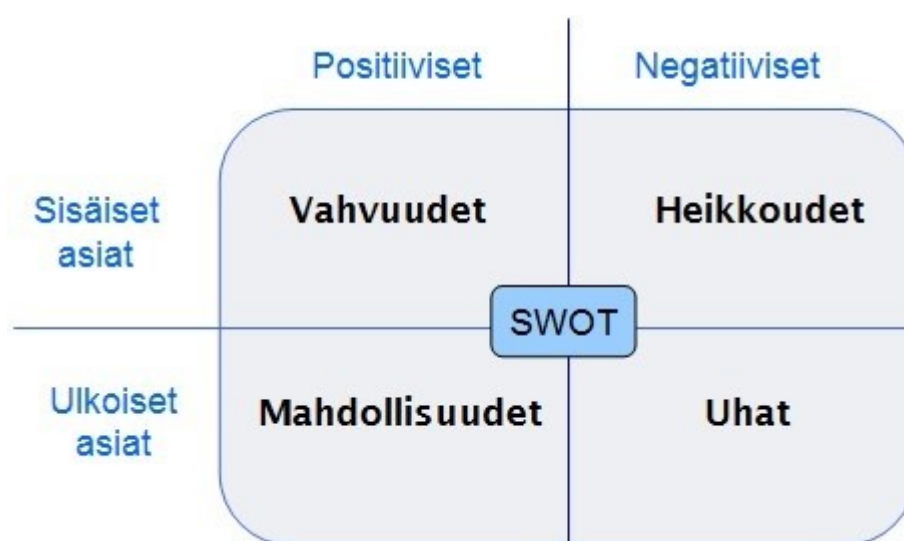 Positiiviset
Negatiiviset
Sisäiset
asiat
Vahvuudet
Heikkoudet
SWOT
Ulkoiset
asiat
Mahdollisuudet
Uhat